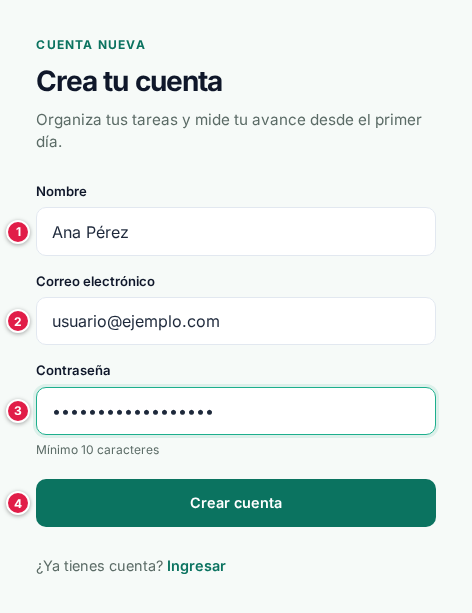 CUENTA NUEVA
Crea tu cuenta
Organiza tus tareas y mide tu avance desde el primer
día.
Nombre
1
Ana Pérez
Correo electrónico
2
usuario@ejemplo.com
Contraseña
3
••••••••••••••••••
Mínimo 10 caracteres
4
Crear cuenta
¿Ya tienes cuenta? Ingresar